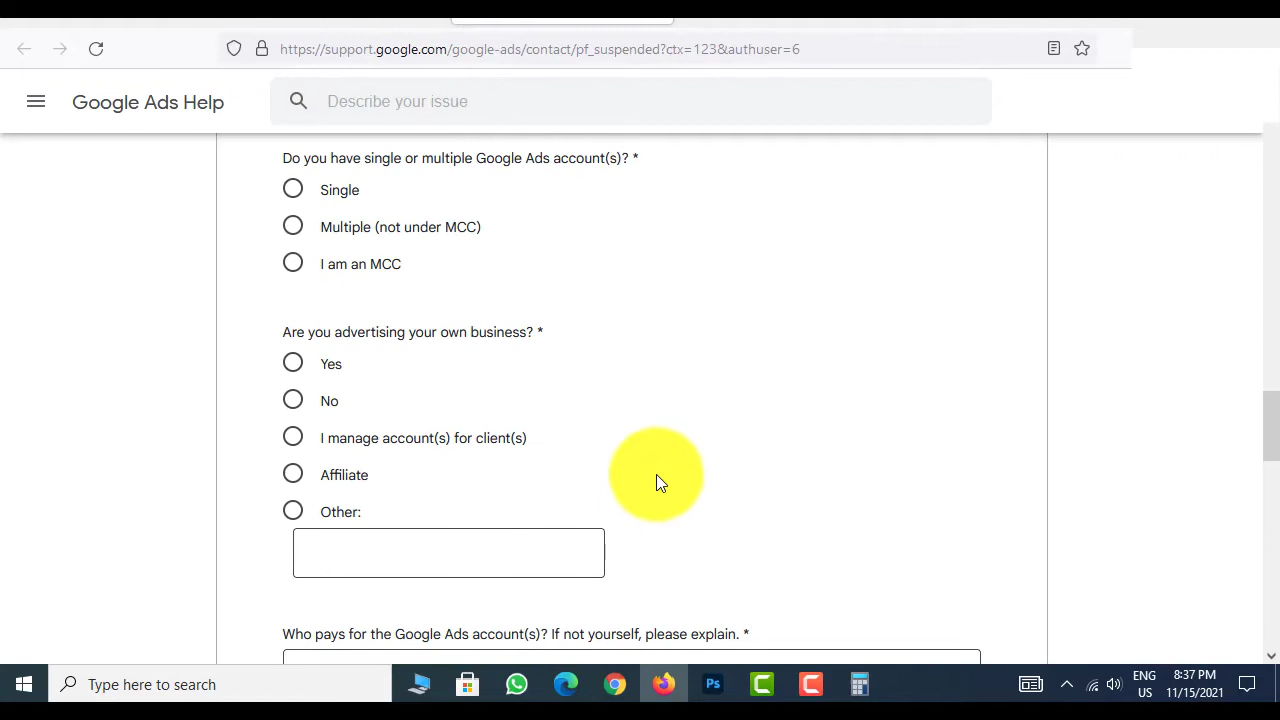 https://support.google.com/google-ads/contact/pf_suspended?ctx=123&authuser=6
Google Ads Help
Describe your issue
Do you have single or multiple Google Ads account(s)? *
Single
Multiple (not under MCC)
I am an MCC
Are you advertising your own business? *
Yes
No
I manage account(s) for client(s)
Affiliate
Other:
Who pays for the Google Ads account(s)? If not yourself, please explain. *
Type here to search
Ps
ENG
US
8:37 PM
11/15/2021